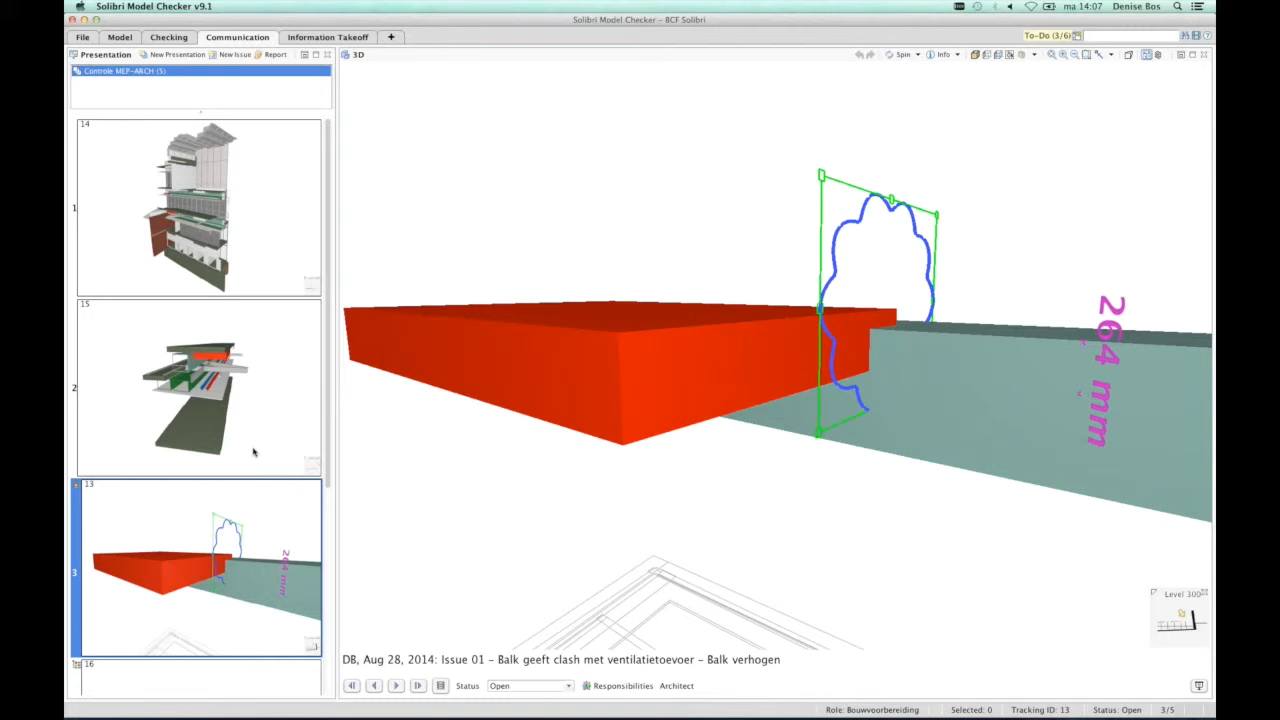 Solibri Model Checker v9.1
ma 14:07 Denise Bos
Solibri Model Checker - BCF Solibri
File Model Checking Communication Information Takeoff +
To-Do (3/6)
Presentation New Presentation New Issue Report
3D
Spin Info
Controle MEP-ARCH (5)
14
1
15
2
13
3
264 mm
16
264 mm
Level 300
DB, Aug 28, 2014: Issue 01 - Balk geeft clash met ventilatietoevoer - Balk verhogen
Status Open Responsibilities Architect
Role: Bouwvoorbereiding Selected: 0 Tracking ID: 13 Status: Open 3/5